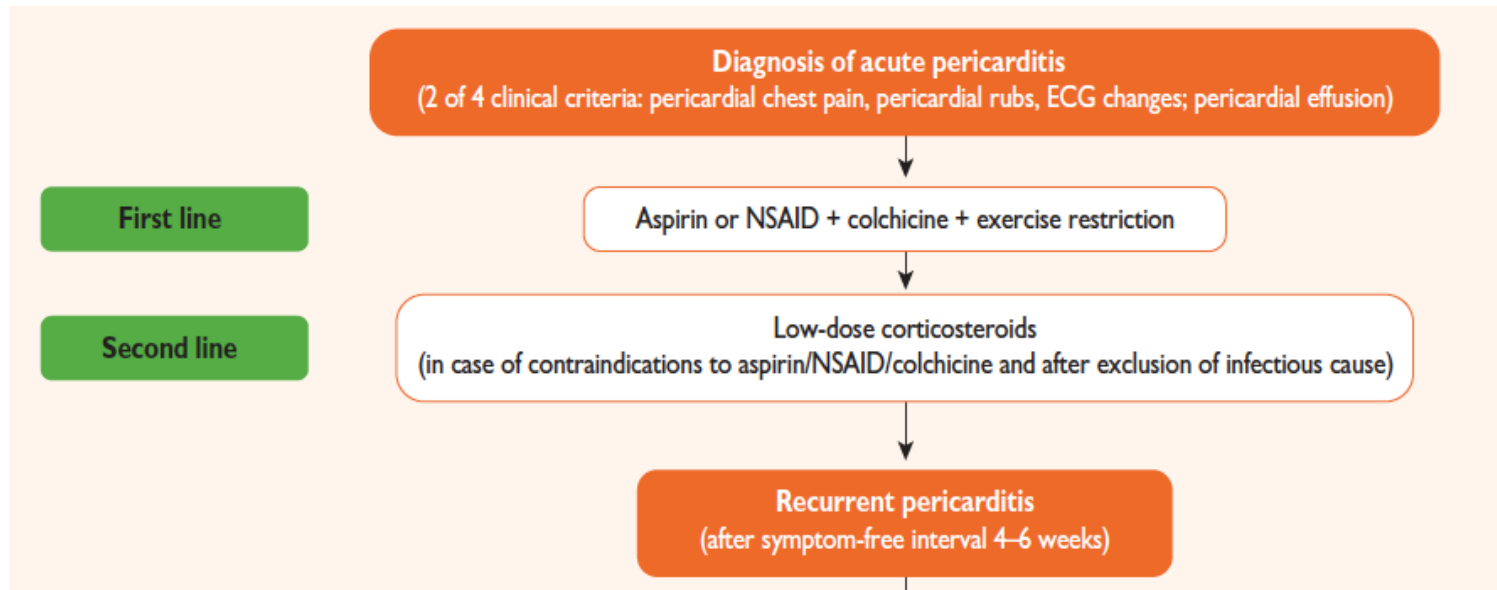 Diagnosis of acute pericarditis
(2 of 4 clinical criteria: pericardial chest pain, pericardial rubs, ECG changes; pericardial effusion)
First line
Aspirin or NSAID + colchicine + exercise restriction
Second line
Low-dose corticosteroids
(in case of contraindications to aspirin/NSAID/colchicine and after exclusion of infectious cause)
Recurrent pericarditis
(after symptom-free interval 4–6 weeks)